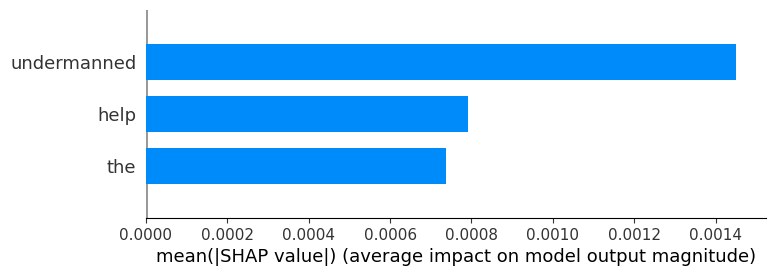 undermanned
help
the
0.0000 0.0002 0.0004 0.0006 0.0008 0.0010 0.0012 0.0014
mean(|SHAP value|) (average impact on model output magnitude)